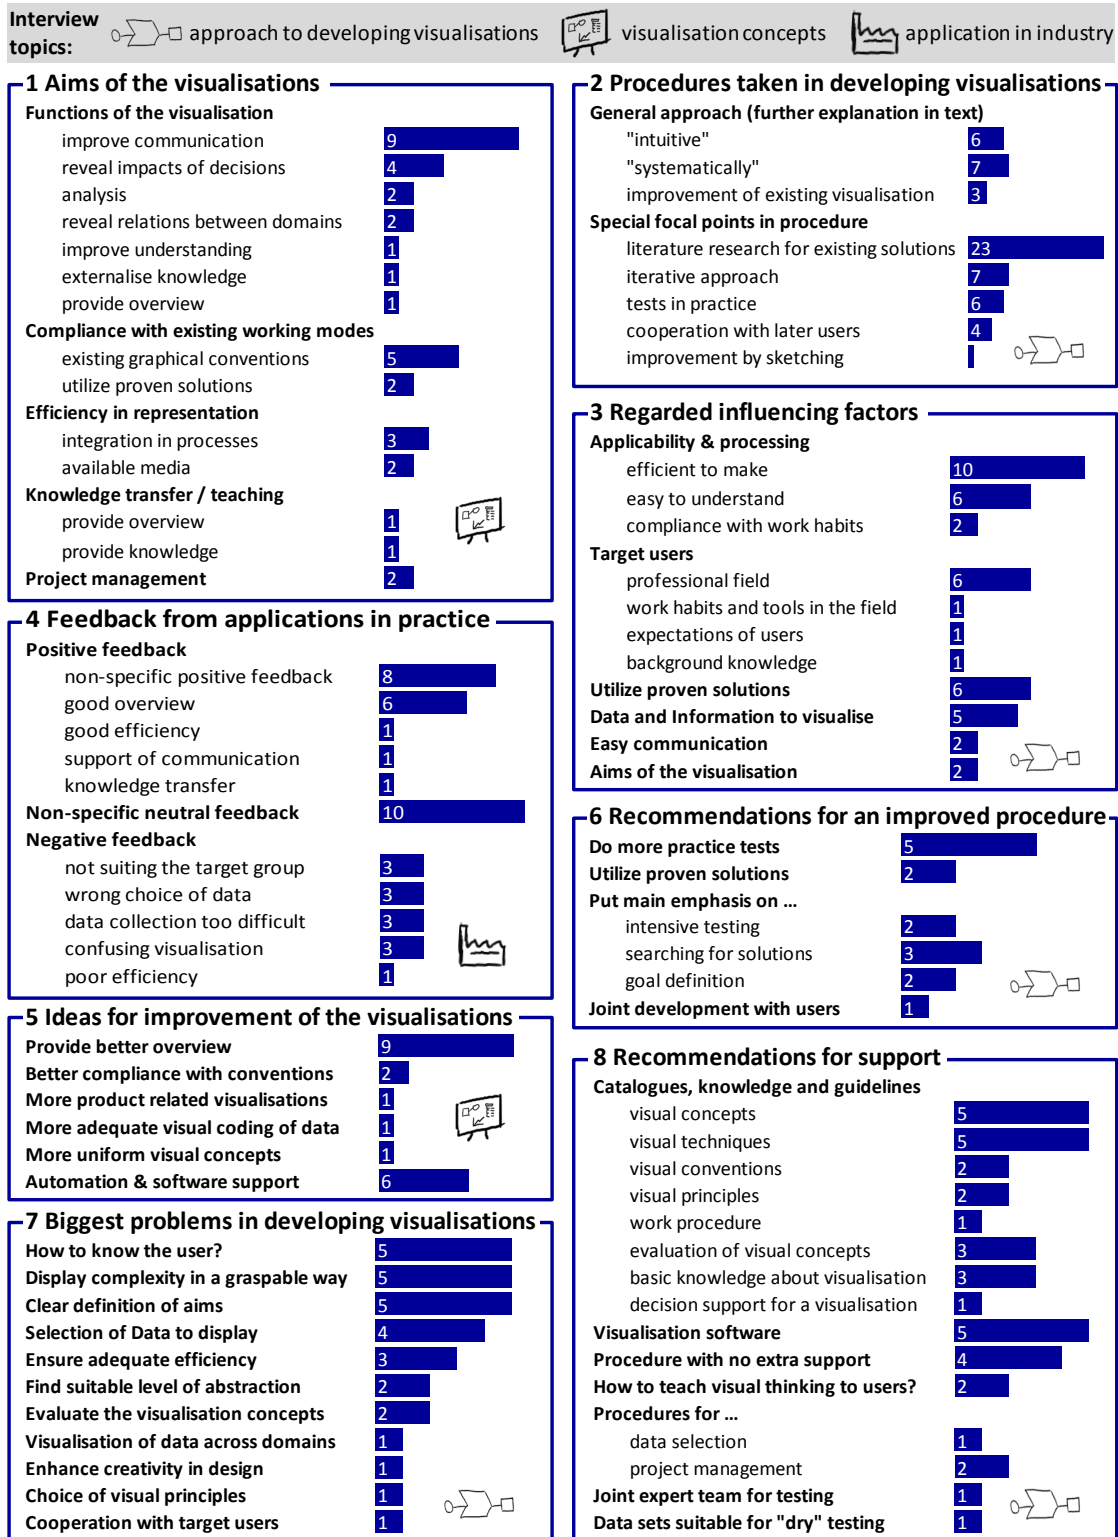 Interview topics:
approach to developing visualisations
visualisation concepts
application in industry
1 Aims of the visualisations
Functions of the visualisation
improve communication 9
reveal impacts of decisions 4
analysis 2
reveal relations between domains 2
improve understanding 1
externalise knowledge 1
provide overview 1
Compliance with existing working modes
existing graphical conventions 5
utilize proven solutions 2
Efficiency in representation
integration in processes 3
available media 2
Knowledge transfer / teaching
provide overview 1
provide knowledge 1
Project management 2
2 Procedures taken in developing visualisations
General approach (further explanation in text)
"intuitive" 6
"systematically" 7
improvement of existing visualisation 3
Special focal points in procedure
literature research for existing solutions 23
iterative approach 7
tests in practice 6
cooperation with later users 4
improvement by sketching
3 Regarded influencing factors
Applicability & processing
efficient to make 10
easy to understand 6
compliance with work habits 2
Target users
professional field 6
work habits and tools in the field 1
expectations of users 1
background knowledge 1
Utilize proven solutions 6
Data and Information to visualise 5
Easy communication 2
Aims of the visualisation 2
4 Feedback from applications in practice
Positive feedback
non-specific positive feedback 8
good overview 6
good efficiency 1
support of communication 1
knowledge transfer 1
Non-specific neutral feedback 10
Negative feedback
not suiting the target group 3
wrong choice of data 3
data collection too difficult 3
confusing visualisation 3
poor efficiency 1
5 Ideas for improvement of the visualisations
Provide better overview 9
Better compliance with conventions 2
More product related visualisations 1
More adequate visual coding of data 1
More uniform visual concepts 1
Automation & software support 6
6 Recommendations for an improved procedure
Do more practice tests 5
Utilize proven solutions 2
Put main emphasis on ...
intensive testing 2
searching for solutions 3
goal definition 2
Joint development with users 1
7 Biggest problems in developing visualisations
How to know the user? 5
Display complexity in a graspable way 5
Clear definition of aims 5
Selection of Data to display 4
Ensure adequate efficiency 3
Find suitable level of abstraction 2
Evaluate the visualisation concepts 2
Visualisation of data across domains 1
Enhance creativity in design 1
Choice of visual principles 1
Cooperation with target users 1
8 Recommendations for support
Catalogues, knowledge and guidelines
visual concepts 5
visual techniques 5
visual conventions 2
visual principles 2
work procedure 1
evaluation of visual concepts 3
basic knowledge about visualisation 3
decision support for a visualisation 1
Visualisation software 5
Procedure with no extra support 4
How to teach visual thinking to users? 2
Procedures for ...
data selection 1
project management 2
Joint expert team for testing 1
Data sets suitable for "dry" testing 1